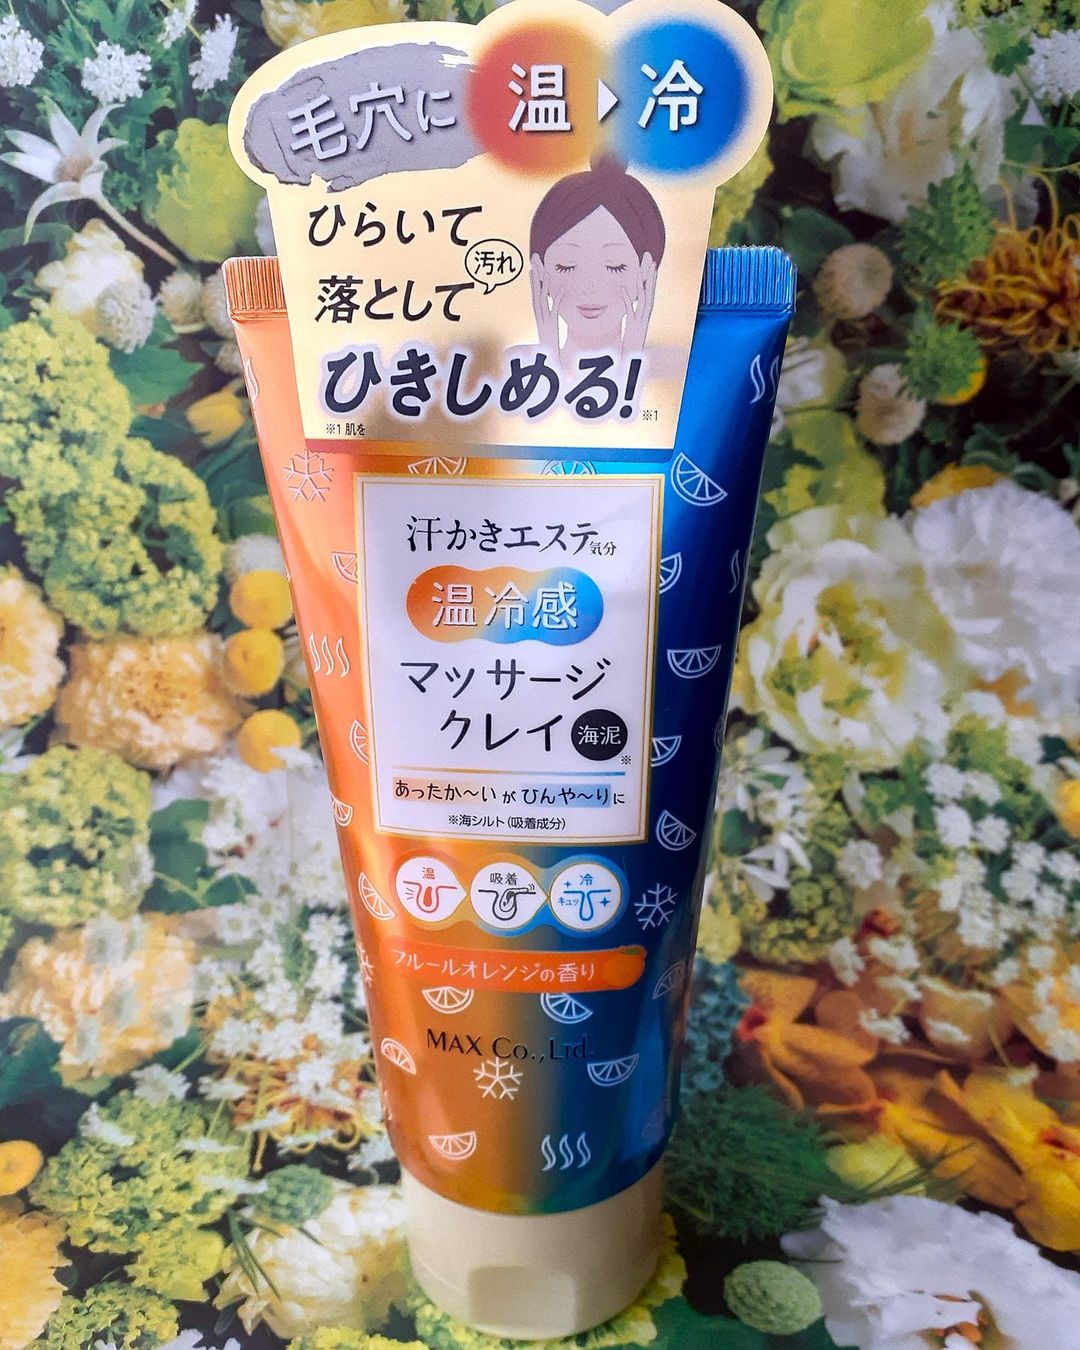 毛穴に 温 冷
ひらいて
汚れ
落として
ひきしめる!※1
※1 肌を
汗かきエステ気分
温冷感
マッサージ
クレイ 海泥※
あったか〜いがひんや〜りに
※海シルト(吸着成分)
温 吸着 冷
キュッ
フルールオレンジの香り
MAX Co.,Ltd.